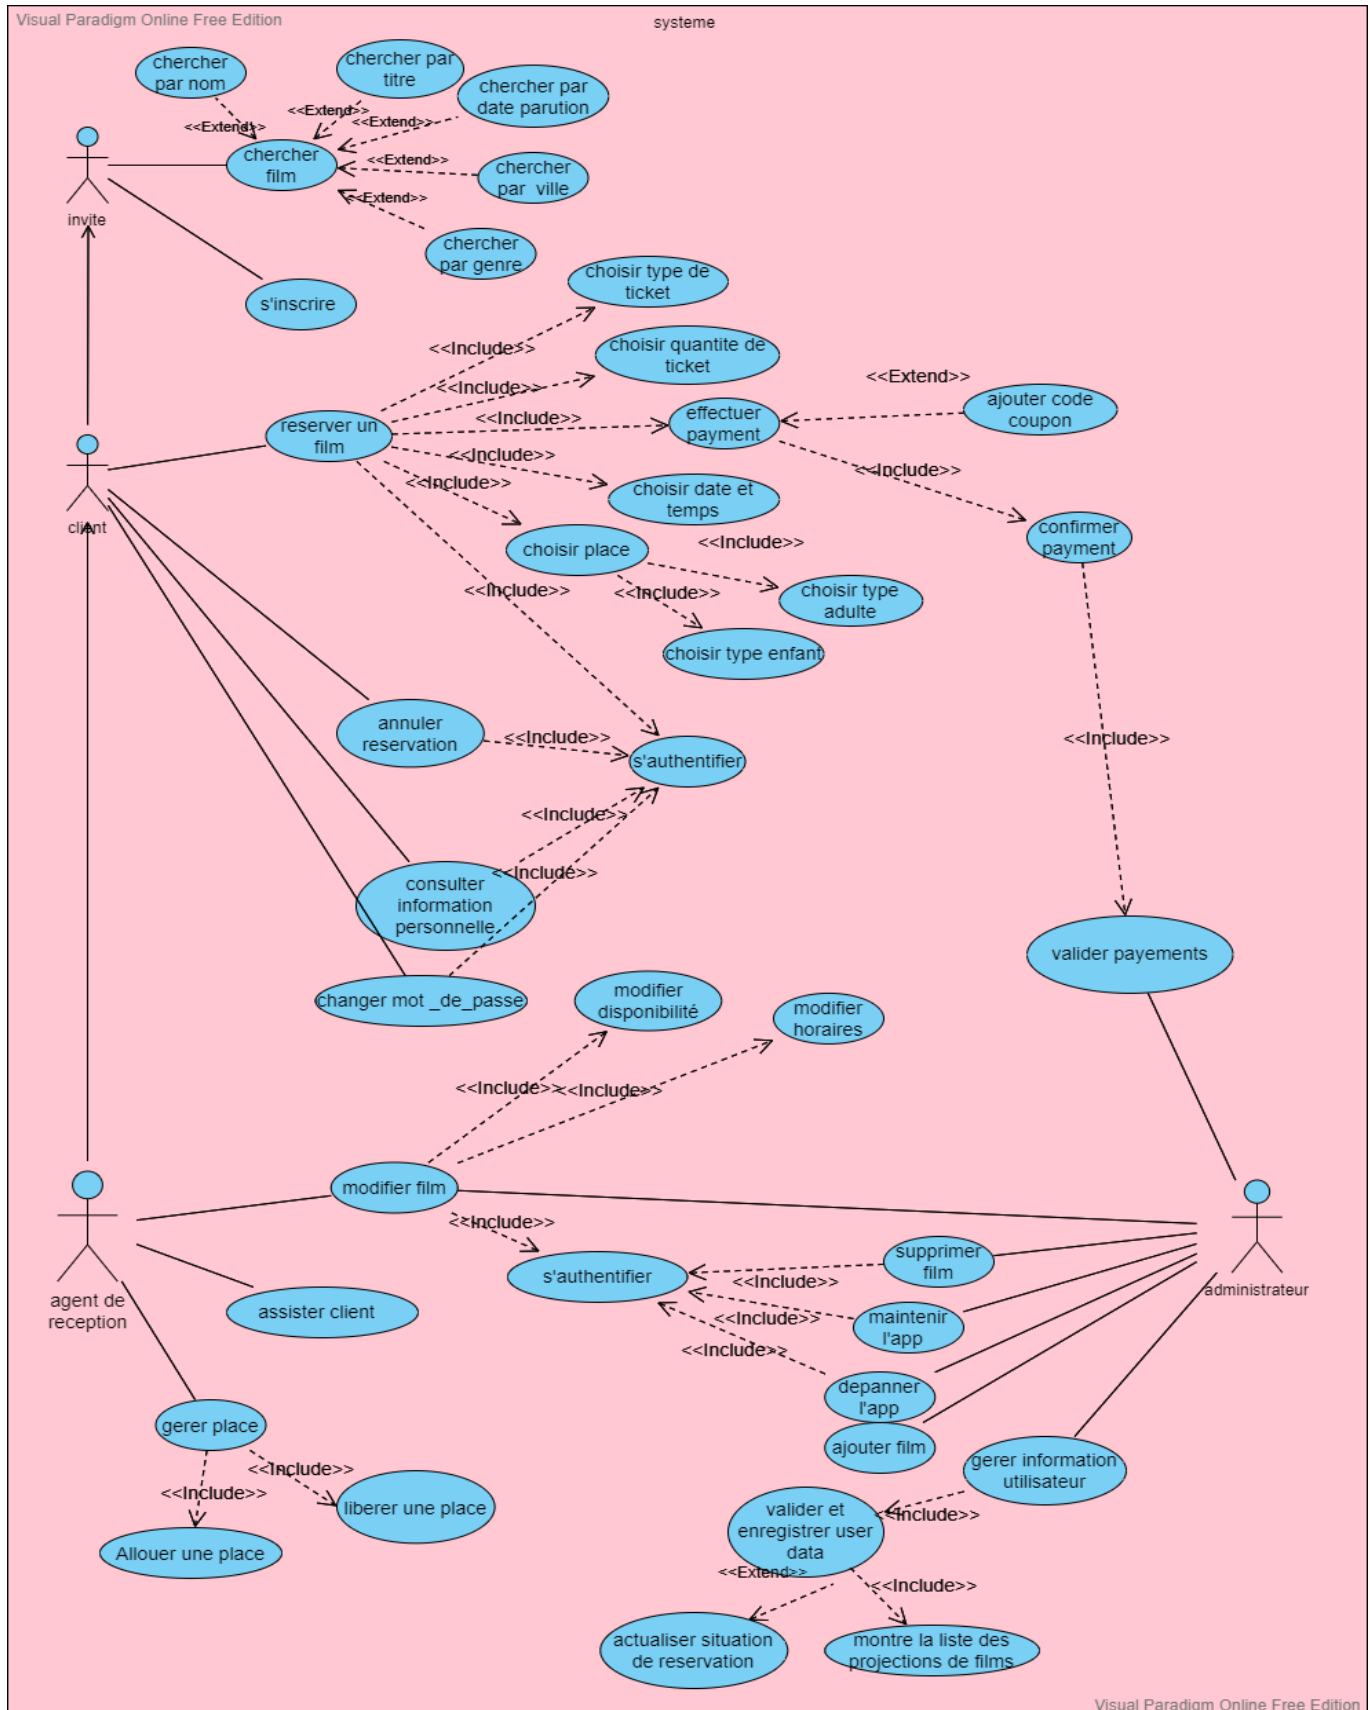 Visual Paradigm Online Free Edition
systeme
chercher
par nom
chercher par
titre
chercher par
date parution
<<Extend>>
<<Extend>>
<<Extend>>
chercher
film
<<Extend>>
chercher
par ville
<<Extend>>
invite
chercher
par genre
s'inscrire
choisir type de
ticket
<<Include>>
choisir quantite de
ticket
<<Include>>
<<Extend>>
ajouter code
coupon
reserver un
film
<<Include>>
effectuer
payment
<<Include>>
<<Include>>
<<Include>>
choisir date et
temps
client
confirmer
payment
choisir place
<<Include>>
<<Include>>
<<Include>>
choisir type
adulte
choisir type enfant
annuler
reservation
<<Include>>
s'authentifier
<<Include>>
<<Include>>
<<Include>>
consulter
information
personnelle
valider payements
changer mot _de_passe
modifier
disponibilité
modifier
horaires
<<Include>>
<<Include>>
modifier film
<<Include>>
s'authentifier
supprimer
film
<<Include>>
administrateur
agent de
reception
assister client
<<Include>>
maintenir
l'app
<<Include>>
depanner
l'app
ajouter film
gerer place
gerer information
utilisateur
<<Include>>
<<Include>>
liberer une place
Allouer une place
valider et
enregistrer user
data
<<Include>>
<<Extend>>
<<Include>>
actualiser situation
de reservation
montre la liste des
projections de films
Visual Paradigm Online Free Edition